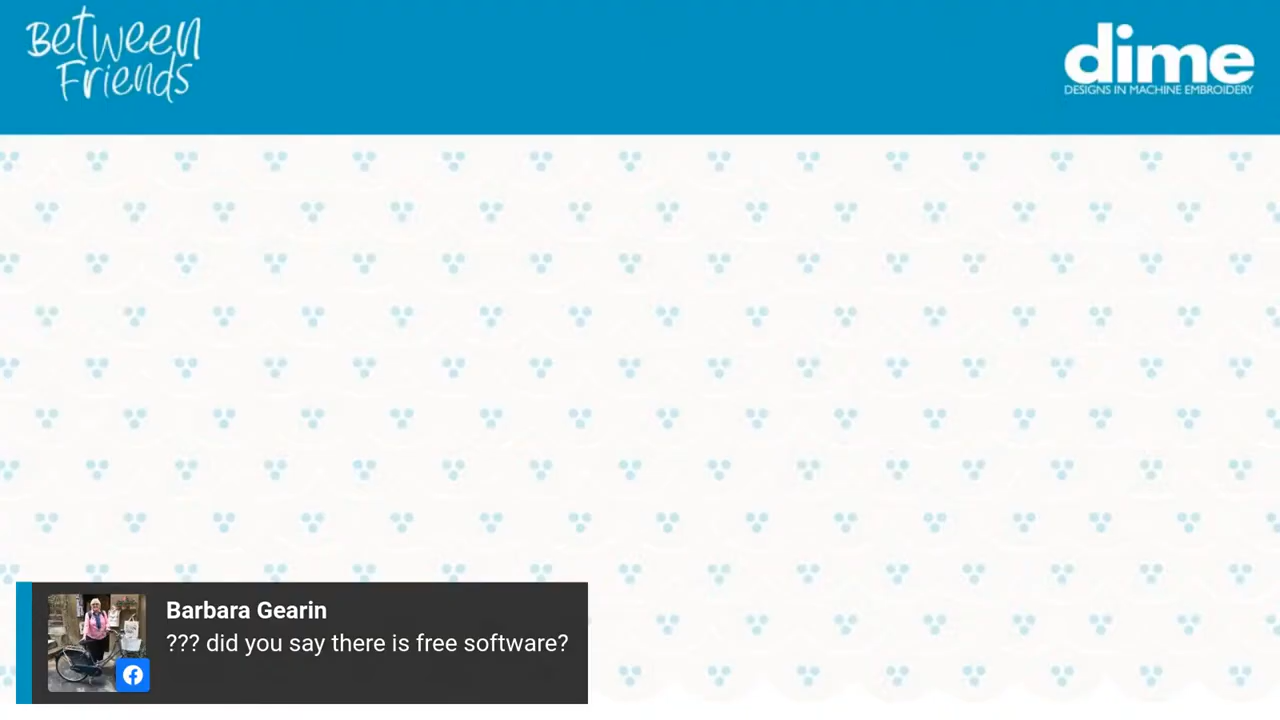 Between
Friends
dime
DESIGNS IN MACHINE EMBROIDERY
Barbara Gearin
??? did you say there is free software?